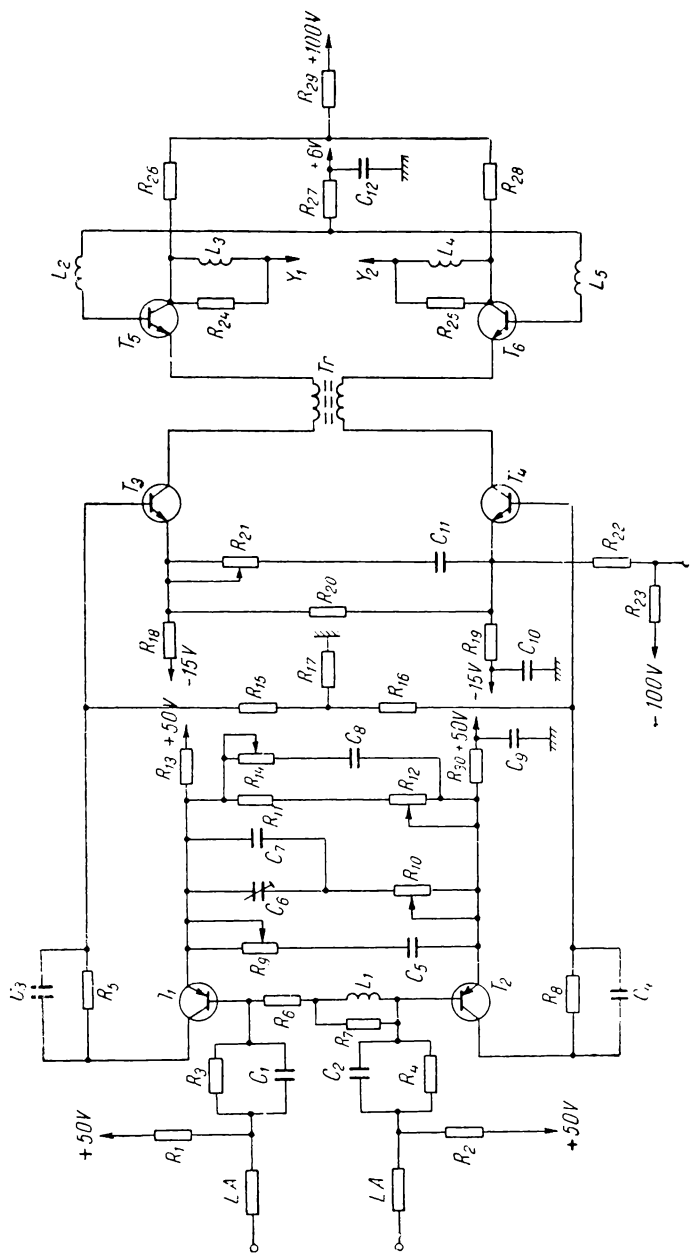 +50V
R1
LA
LA
R2
+50V
R3
C1
C2
R4
R6
R7
L1
R5
T2
R8
R9
C5
C6
C7
R10
R11
R14
C8
R12
R13 +50V
R30 +50V
C9
R15
R17
R16
R18
-15V
-15V
R19
C10
R20
R21
C11
T3
T4
R22
R23
-100V
Tr
T5
T6
L2
L3
R24
Y1
Y2
R25
L4
L5
R26
R27
+6V
C12
R28
R29 +100V